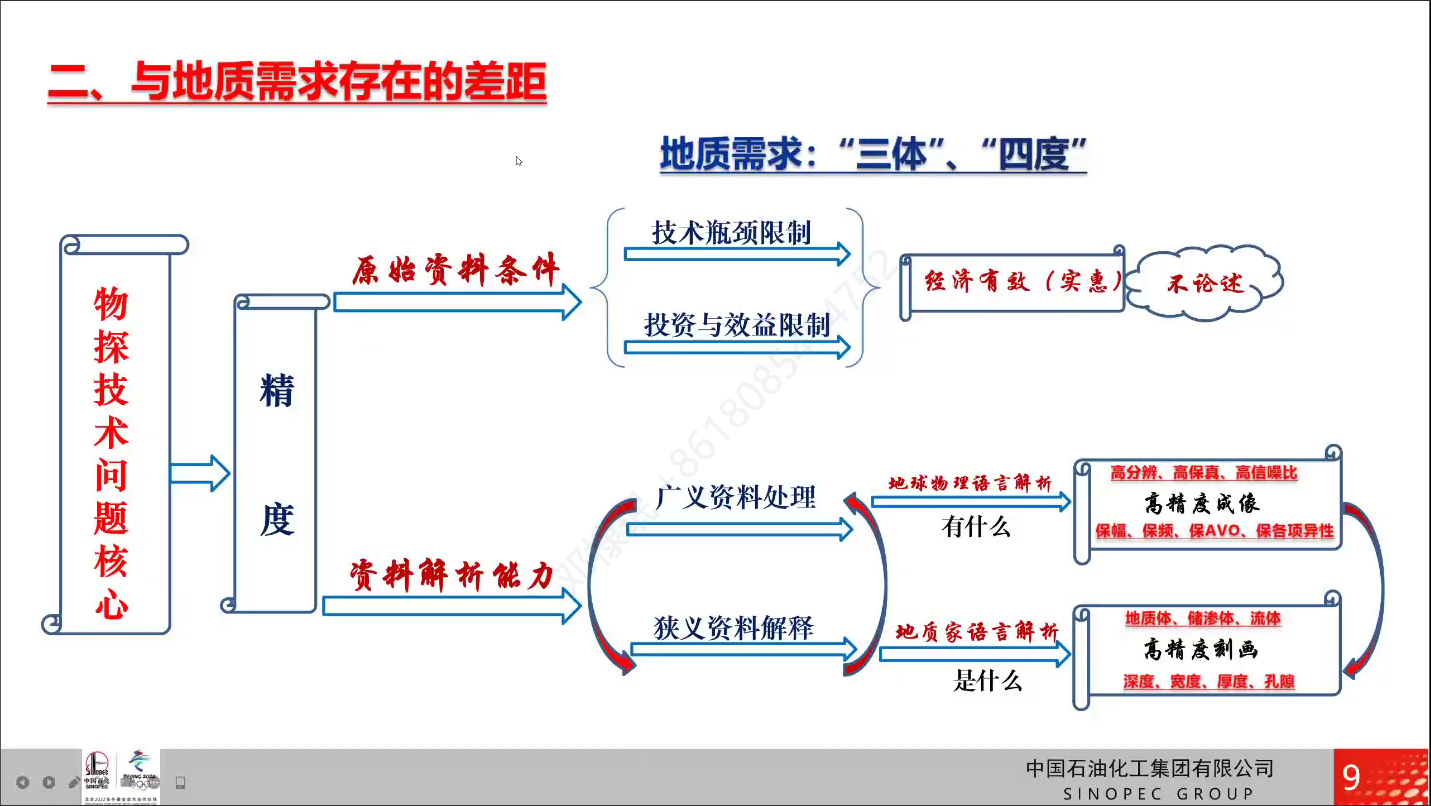 二、与地质需求存在的差距
地质需求：“三体”、“四度”
物探技术问题核心
精度
原始资料条件
技术瓶颈限制
投资与效益限制
经济有效（实惠）
不论述
资料解析能力
广义资料处理
狭义资料解释
地球物理语言解析
有什么
高分辨、高保真、高信噪比
高精度成像
保幅、保频、保AVO、保各项异性
地质家语言解析
是什么
地质体、储渗体、流体
高精度刻画
深度、宽度、厚度、孔隙
中国石化
SINOPEC
中国石油化工集团有限公司
SINOPEC GROUP
9